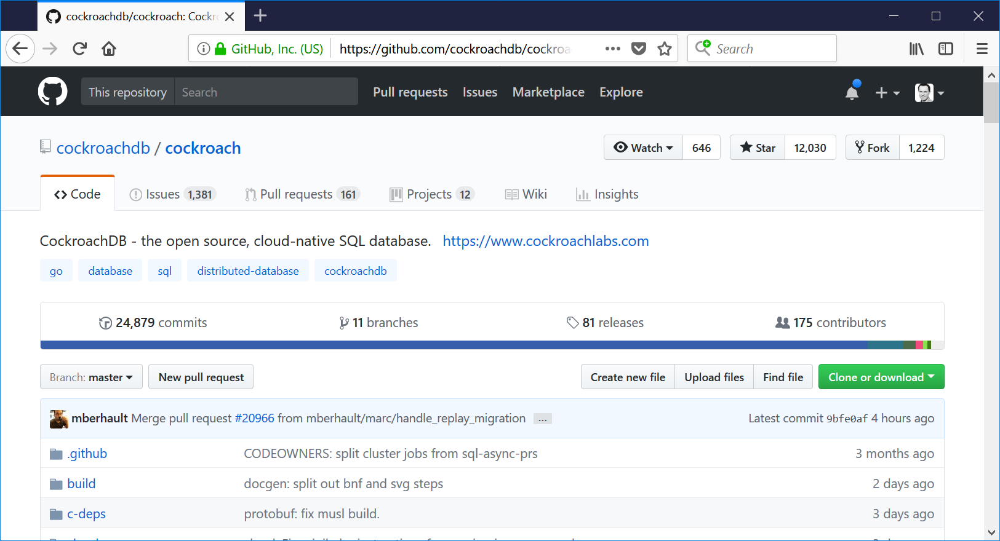 cockroachdb/cockroach: Cockr
GitHub, Inc. (US) https://github.com/cockroachdb/cockroa Search
This repository Search Pull requests Issues Marketplace Explore
cockroachdb / cockroach Watch 646 Star 12,030 Fork 1,224
Code Issues 1,381 Pull requests 161 Projects 12 Wiki Insights
CockroachDB - the open source, cloud-native SQL database. https://www.cockroachlabs.com
go database sql distributed-database cockroachdb
24,879 commits 11 branches 81 releases 175 contributors
Branch: master New pull request Create new file Upload files Find file Clone or download
mberhault Merge pull request #20966 from mberhault/marc/handle_replay_migration ... Latest commit 9bfe0af 4 hours ago
.github CODEOWNERS: split cluster jobs from sql-async-prs 3 months ago
build docgen: split out bnf and svg steps 2 days ago
c-deps protobuf: fix musl build. 3 days ago